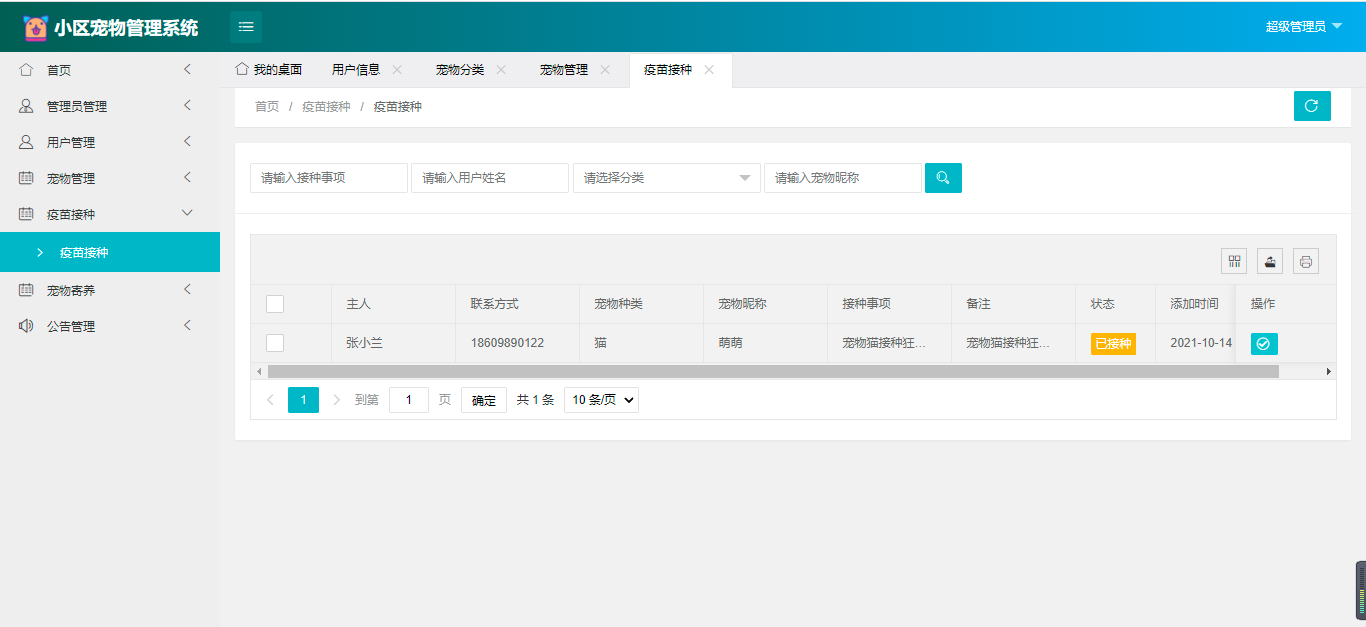 小区宠物管理系统
超级管理员
首页
管理员管理
用户管理
宠物管理
疫苗接种
疫苗接种
宠物寄养
公告管理
我的桌面 用户信息 宠物分类 宠物管理 疫苗接种
首页 / 疫苗接种 / 疫苗接种
请输入接种事项 请输入用户姓名 请选择分类 请输入宠物昵称
主人 联系方式 宠物种类 宠物昵称 接种事项 备注 状态 添加时间 操作
张小兰 18609890122 猫 萌萌 宠物猫接种狂... 宠物猫接种狂... 已接种 2021-10-14
1 到第 1 页 确定 共 1 条 10 条/页